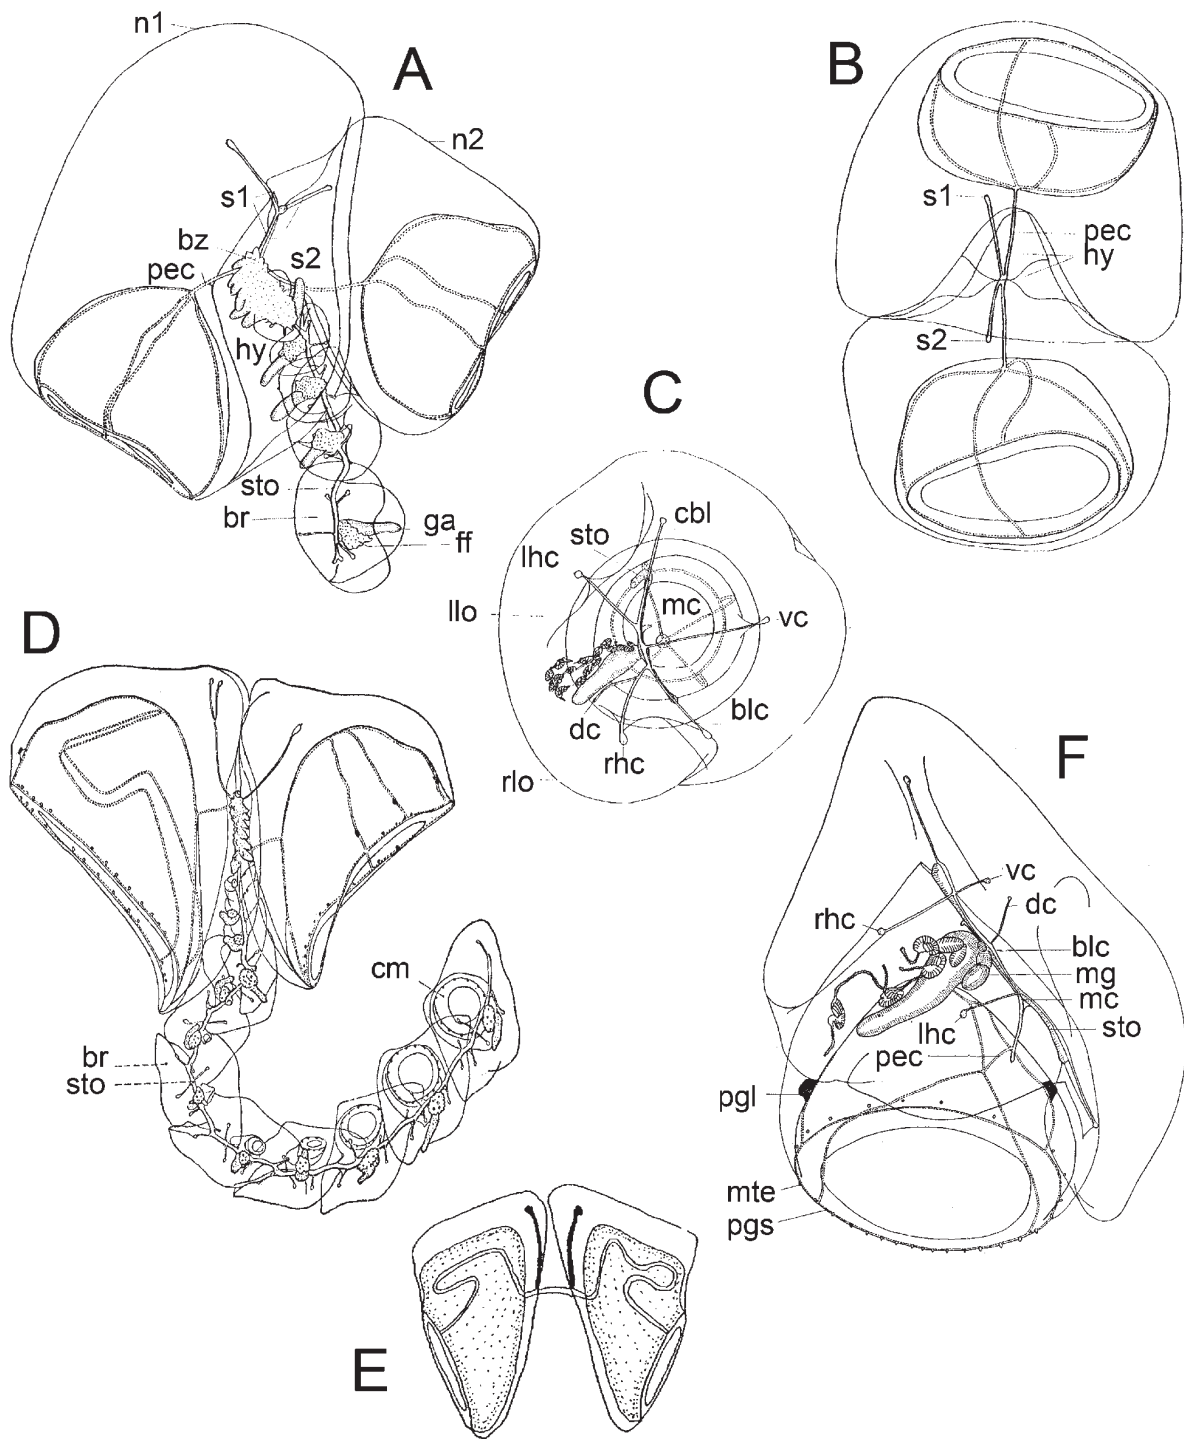 A
n1
n2
s1
bz
s2
pec
hy
sto
br
ga
ff
B
s1
pec
hy
s2
C
cbl
sto
lhc
mc
llo
vc
dc
blc
rhc
rlo
D
cm
br
sto
E
F
vc
dc
rhc
blc
mg
mc
lhc
sto
pec
pgl
mte
pgs